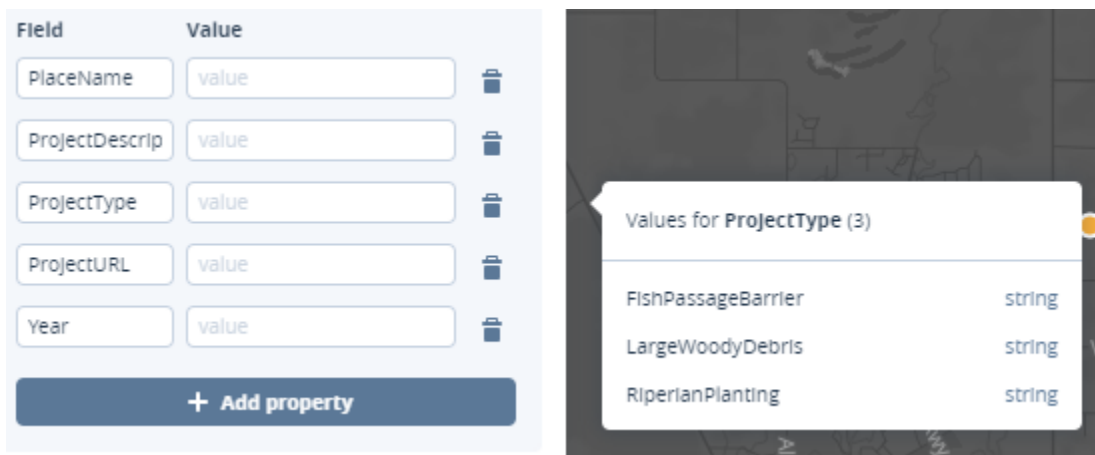 Field Value
PlaceName value
ProjectDescrip value
ProjectType value
ProjectURL value
Year value
+ Add property
Values for ProjectType (3)
FishPassageBarrier string
LargeWoodyDebris string
RiperianPlanting string